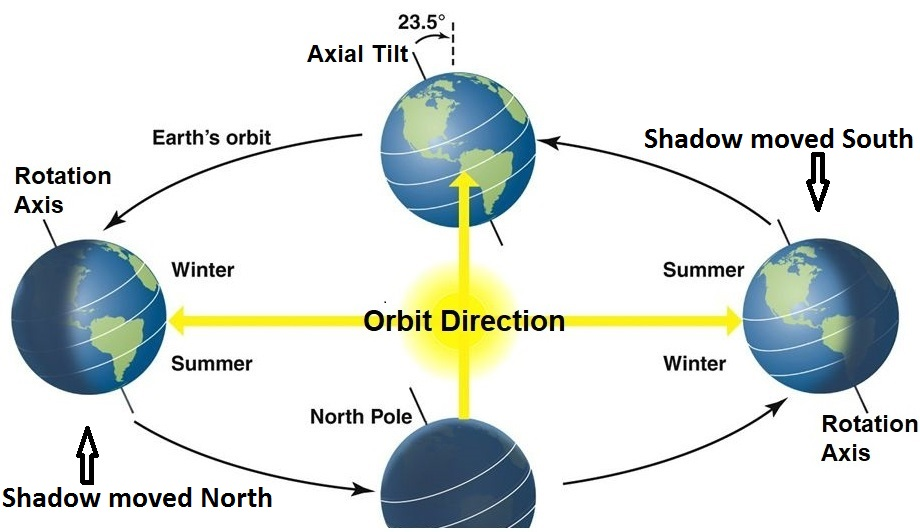 23.5°
Axial Tilt
Earth's orbit
Shadow moved South
Rotation
Axis
Winter
Summer
Orbit Direction
Summer
Winter
North Pole
Rotation
Axis
Shadow moved North